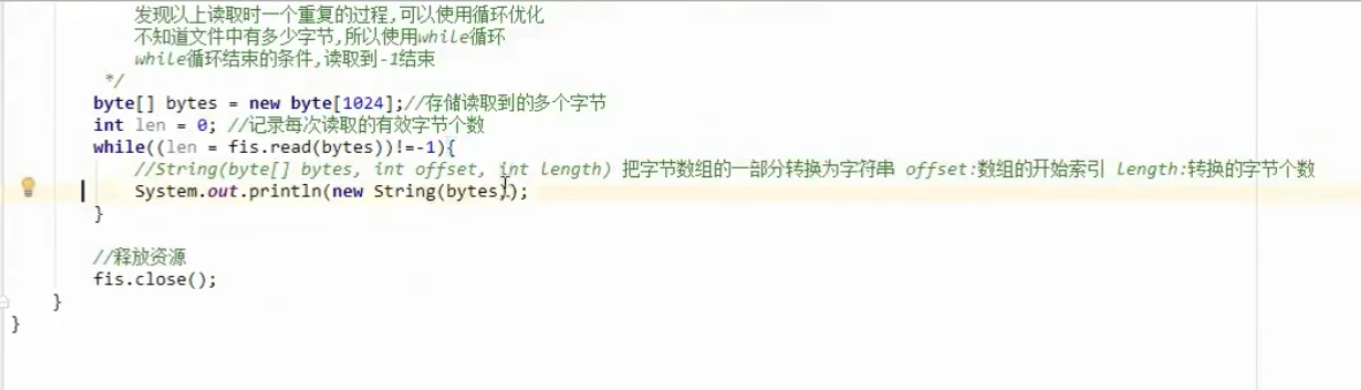 发现以上读取时一个重复的过程,可以使用循环优化
不知道文件中有多少字节,所以使用while循环
while循环结束的条件,读取到-1结束
*/
byte[] bytes = new byte[1024];//存储读取到的多个字节
int len = 0; //记录每次读取的有效字节个数
while((len = fis.read(bytes))!=-1){
//String(byte[] bytes, int offset, int length) 把字节数组的一部分转换为字符串 offset:数组的开始索引 length:转换的字节个数
System.out.println(new String(bytes));
}
//释放资源
fis.close();
}
}